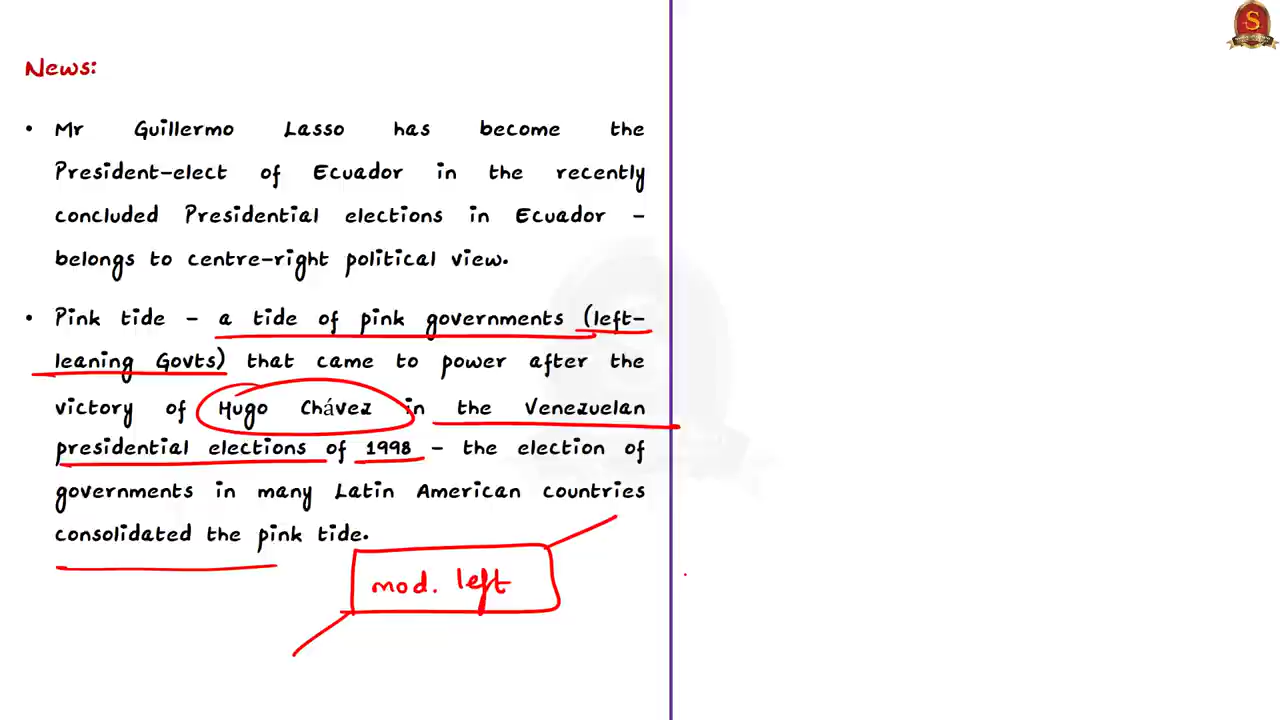 News:
• Mr Guillermo Lasso has become the
President-elect of Ecuador in the recently
concluded Presidential elections in Ecuador –
belongs to centre-right political view.
• Pink tide – a tide of pink governments (left-
leaning Govts) that came to power after the
victory of Hugo Chávez in the Venezuelan
presidential elections of 1998 – the election of
governments in many Latin American countries
consolidated the pink tide.
mod. left
S